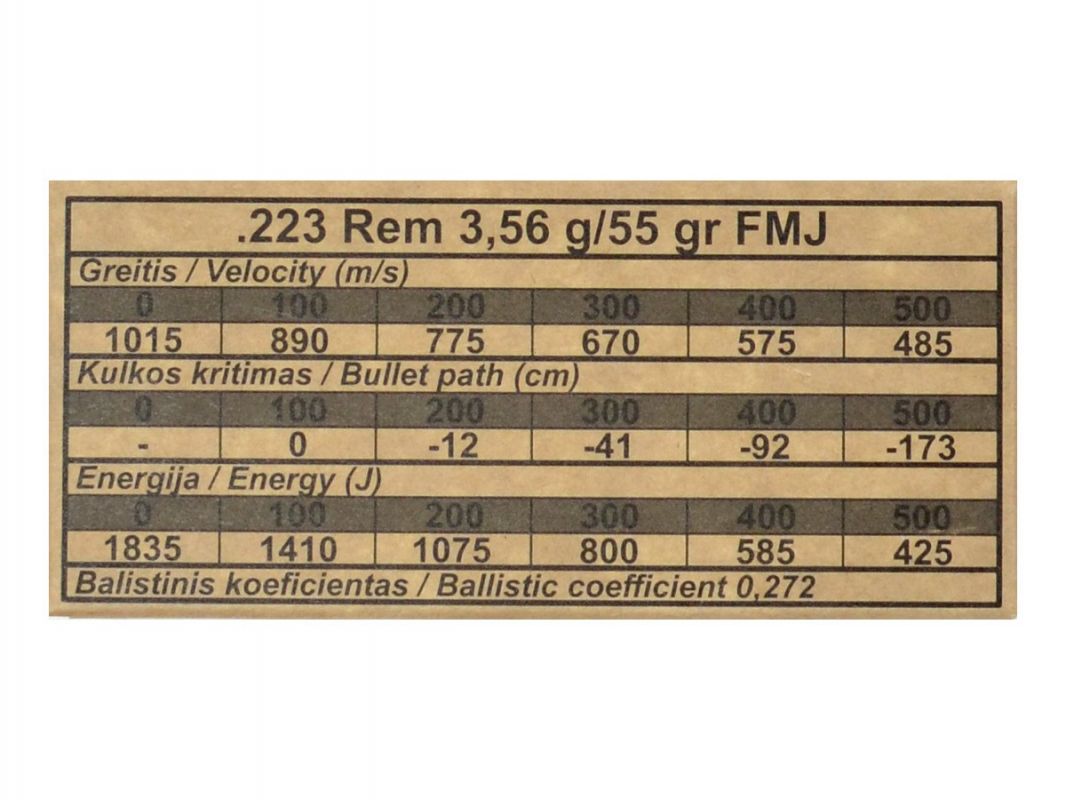 .223 Rem 3,56 g/55 gr FMJ
Greitis / Velocity (m/s)
0 100 200 300 400 500
1015 890 775 670 575 485
Kulkos kritimas / Bullet path (cm)
0 100 200 300 400 500
- 0 -12 -41 -92 -173
Energija / Energy (J)
0 100 200 300 400 500
1835 1410 1075 800 585 425
Balistinis koeficientas / Ballistic coefficient 0,272